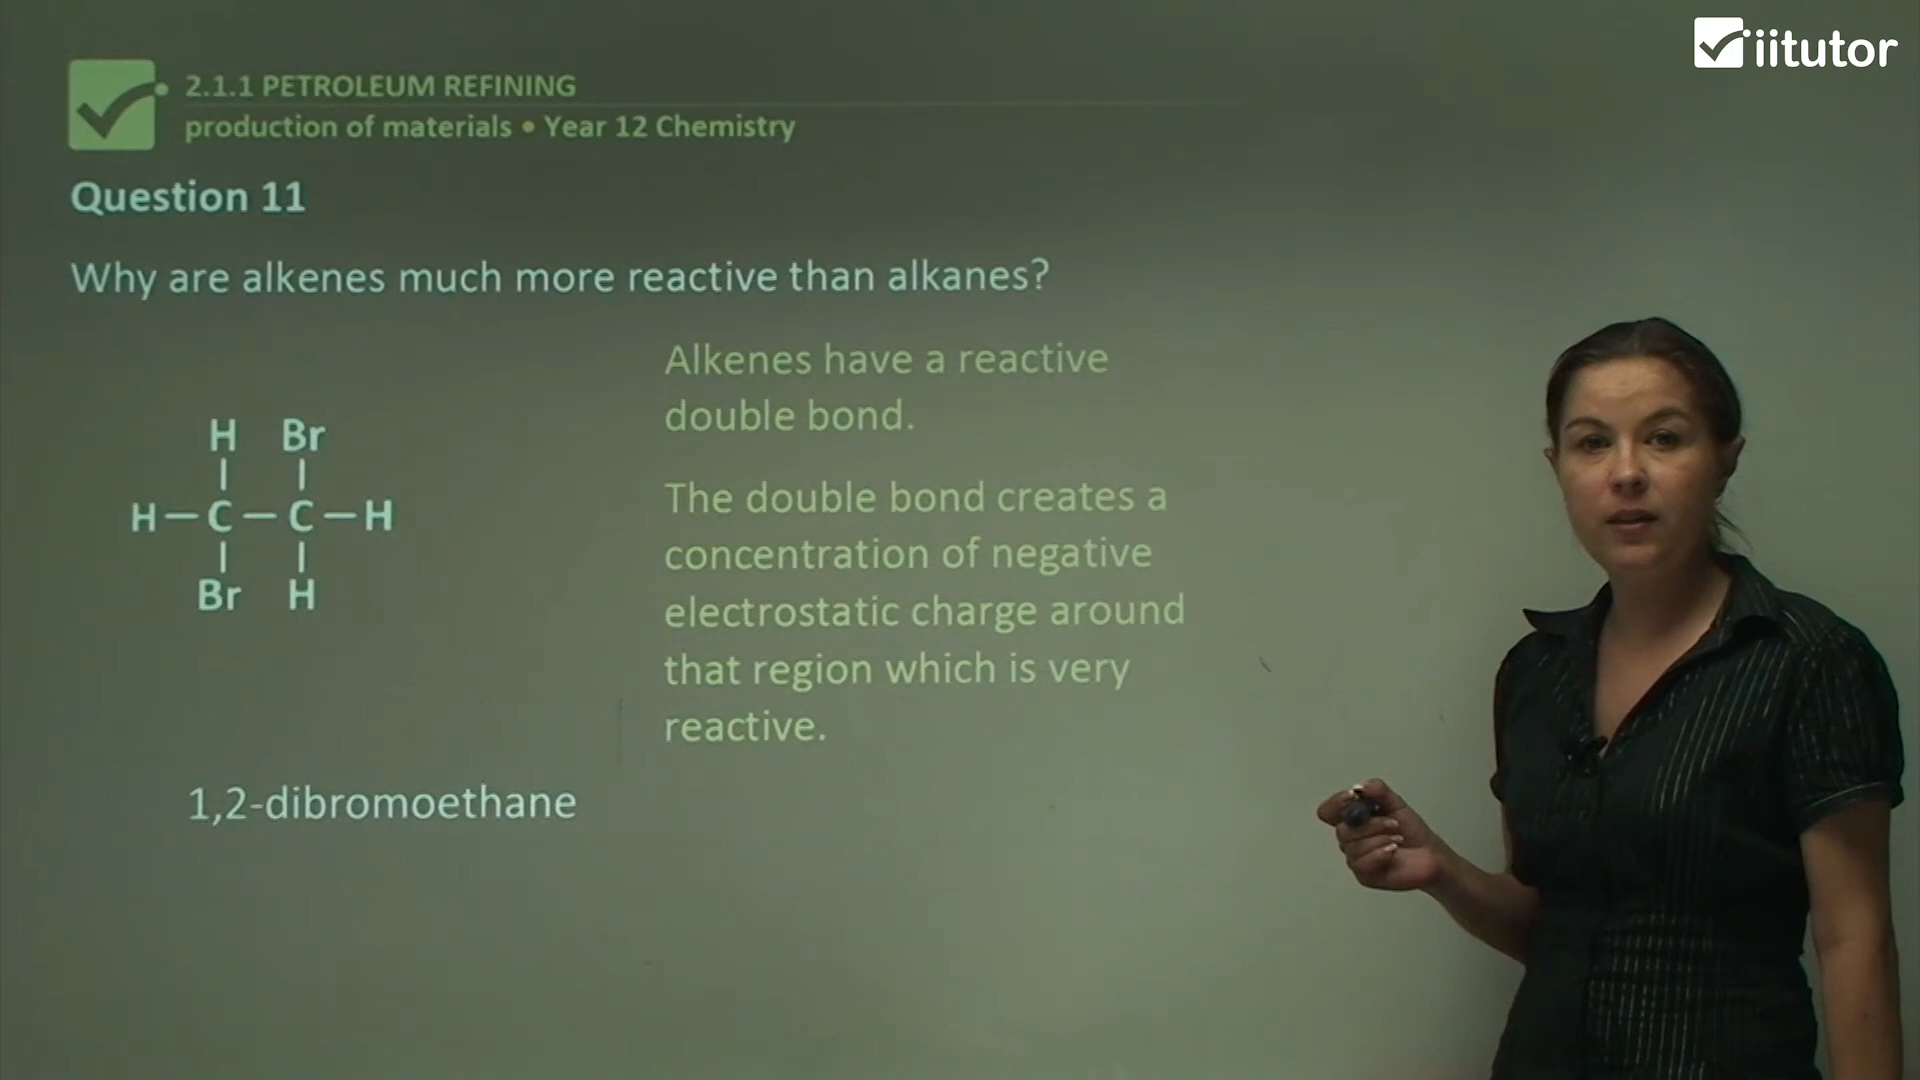 iitutor
2.1.1 PETROLEUM REFINING
production of materials • Year 12 Chemistry
Question 11
Why are alkenes much more reactive than alkanes?
Alkenes have a reactive
double bond.
The double bond creates a
concentration of negative
electrostatic charge around
that region which is very
reactive.
H Br
H—C—C—H
Br H
1,2-dibromoethane